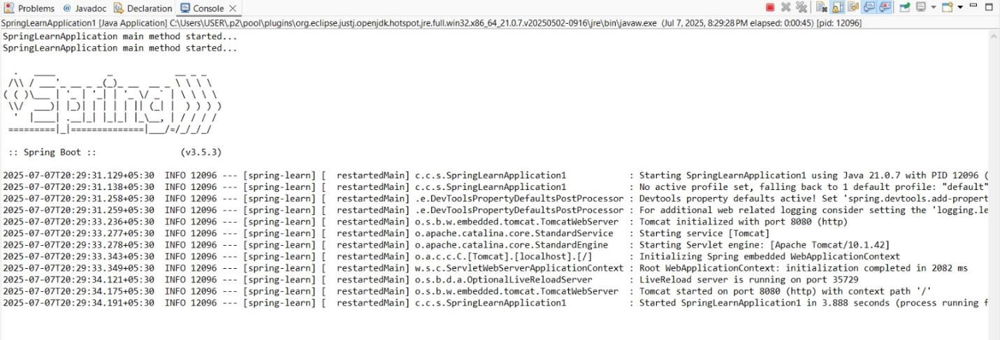 Problems @ Javadoc Declaration Console
SpringLearnApplication1 [Java Application] C:\Users\USER\.p2\pool\plugins\org.eclipse.justj.openjdk.hotspot.jre.full.win32.x86_64_21.0.7.v20250502-0916\jre\bin\javaw.exe (Jul 7, 2025, 8:29:28 PM elapsed: 0:00:45) [pid: 12096]
SpringLearnApplication main method started...
SpringLearnApplication main method started...
Spring
:: Spring Boot :: (v3.5.3)
2025-07-07T20:29:31.129+05:30 INFO 12096 --- [spring-learn] [ restartedMain] c.c.s.SpringLearnApplication1 : Starting SpringLearnApplication1 using Java 21.0.7 with PID 12096 (
2025-07-07T20:29:31.138+05:30 INFO 12096 --- [spring-learn] [ restartedMain] c.c.s.SpringLearnApplication1 : No active profile set, falling back to 1 default profile: "default"
2025-07-07T20:29:31.258+05:30 INFO 12096 --- [spring-learn] [ restartedMain] .e.DevToolsPropertyDefaultsPostProcessor : Devtools property defaults active! Set 'spring.devtools.add-propert
2025-07-07T20:29:31.259+05:30 INFO 12096 --- [spring-learn] [ restartedMain] .e.DevToolsPropertyDefaultsPostProcessor : For additional web related logging consider setting the 'logging.le
2025-07-07T20:29:33.236+05:30 INFO 12096 --- [spring-learn] [ restartedMain] o.s.b.w.embedded.tomcat.TomcatWebServer : Tomcat initialized with port 8080 (http)
2025-07-07T20:29:33.277+05:30 INFO 12096 --- [spring-learn] [ restartedMain] o.apache.catalina.core.StandardService : Starting service [Tomcat]
2025-07-07T20:29:33.278+05:30 INFO 12096 --- [spring-learn] [ restartedMain] o.apache.catalina.core.StandardEngine : Starting Servlet engine: [Apache Tomcat/10.1.42]
2025-07-07T20:29:33.343+05:30 INFO 12096 --- [spring-learn] [ restartedMain] o.a.c.c.C.[Tomcat].[localhost].[/] : Initializing Spring embedded WebApplicationContext
2025-07-07T20:29:33.349+05:30 INFO 12096 --- [spring-learn] [ restartedMain] w.s.c.ServletWebServerApplicationContext : Root WebApplicationContext: initialization completed in 2082 ms
2025-07-07T20:29:34.121+05:30 INFO 12096 --- [spring-learn] [ restartedMain] o.s.b.d.a.OptionalLiveReloadServer : LiveReload server is running on port 35729
2025-07-07T20:29:34.175+05:30 INFO 12096 --- [spring-learn] [ restartedMain] o.s.b.w.embedded.tomcat.TomcatWebServer : Tomcat started on port 8080 (http) with context path '/'
2025-07-07T20:29:34.191+05:30 INFO 12096 --- [spring-learn] [ restartedMain] c.c.s.SpringLearnApplication1 : Started SpringLearnApplication1 in 3.888 seconds (process running f